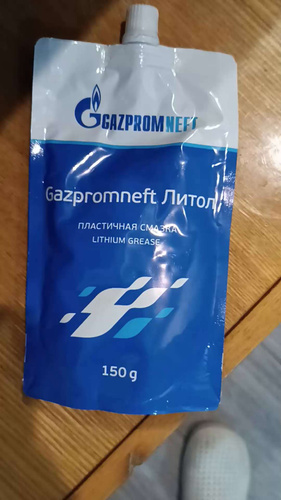 GAZPROMNEFT
Gazpromneft Литол
ПЛАСТИЧНАЯ СМАЗКА
LITHIUM GREASE
150 g